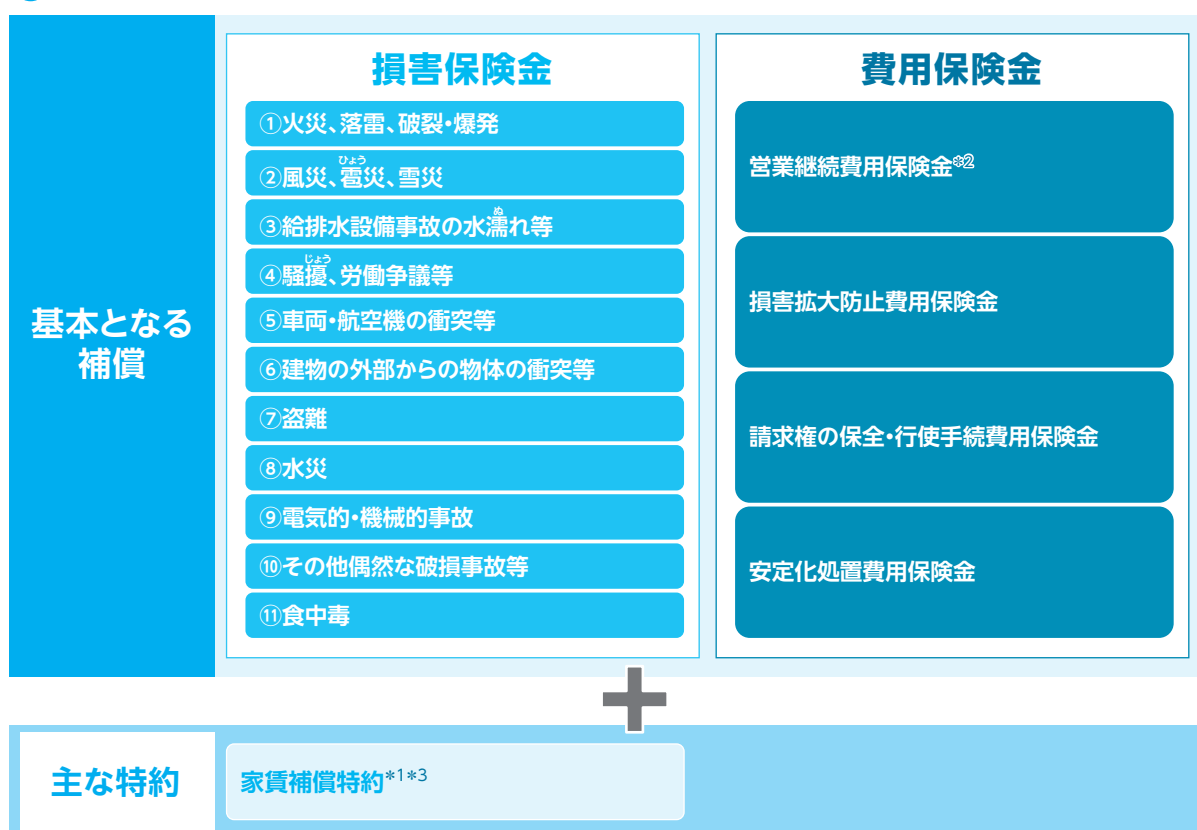 基本となる
補償
損害保険金
①火災、落雷、破裂・爆発
②風災、雹災、雪災
ひょう
③給排水設備事故の水濡れ等
ぬ
④騒擾、労働争議等
じょう
⑤車両・航空機の衝突等
⑥建物の外部からの物体の衝突等
⑦盗難
⑧水災
⑨電気的・機械的事故
⑩その他偶然な破損事故等
⑪食中毒
費用保険金
営業継続費用保険金※2
損害拡大防止費用保険金
請求権の保全・行使手続費用保険金
安定化処置費用保険金
+
主な特約
家賃補償特約*1*3